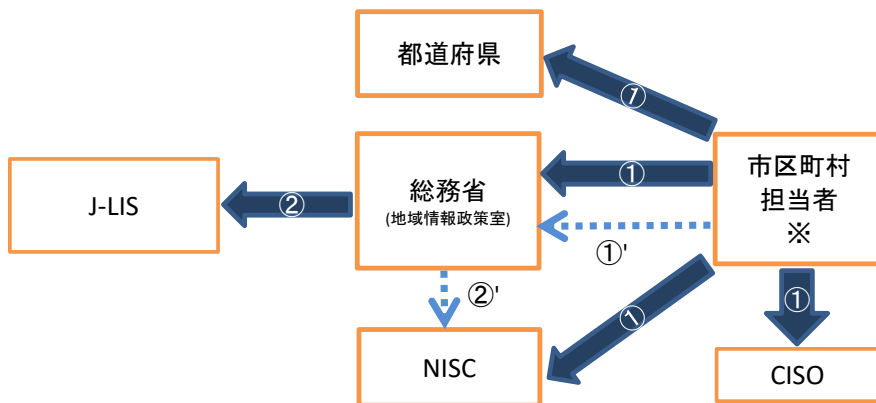 都道府県
①
市区町村
担当者
※
①
総務省
(地域情報政策室)
J-LIS
②
①'
②'
①
①
NISC
CISO